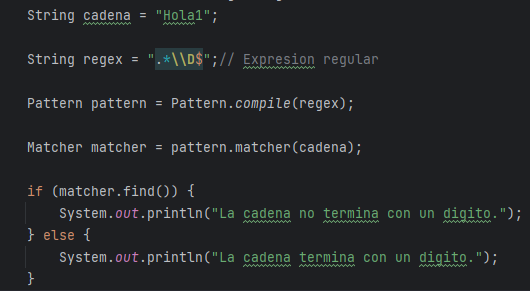 String cadena = "Hola1";
String regex = ".*\\D$";// Expresion regular
Pattern pattern = Pattern.compile(regex);
Matcher matcher = pattern.matcher(cadena);
if (matcher.find()) {
System.out.println("La cadena no termina con un digito.");
} else {
System.out.println("La cadena termina con un digito.");
}